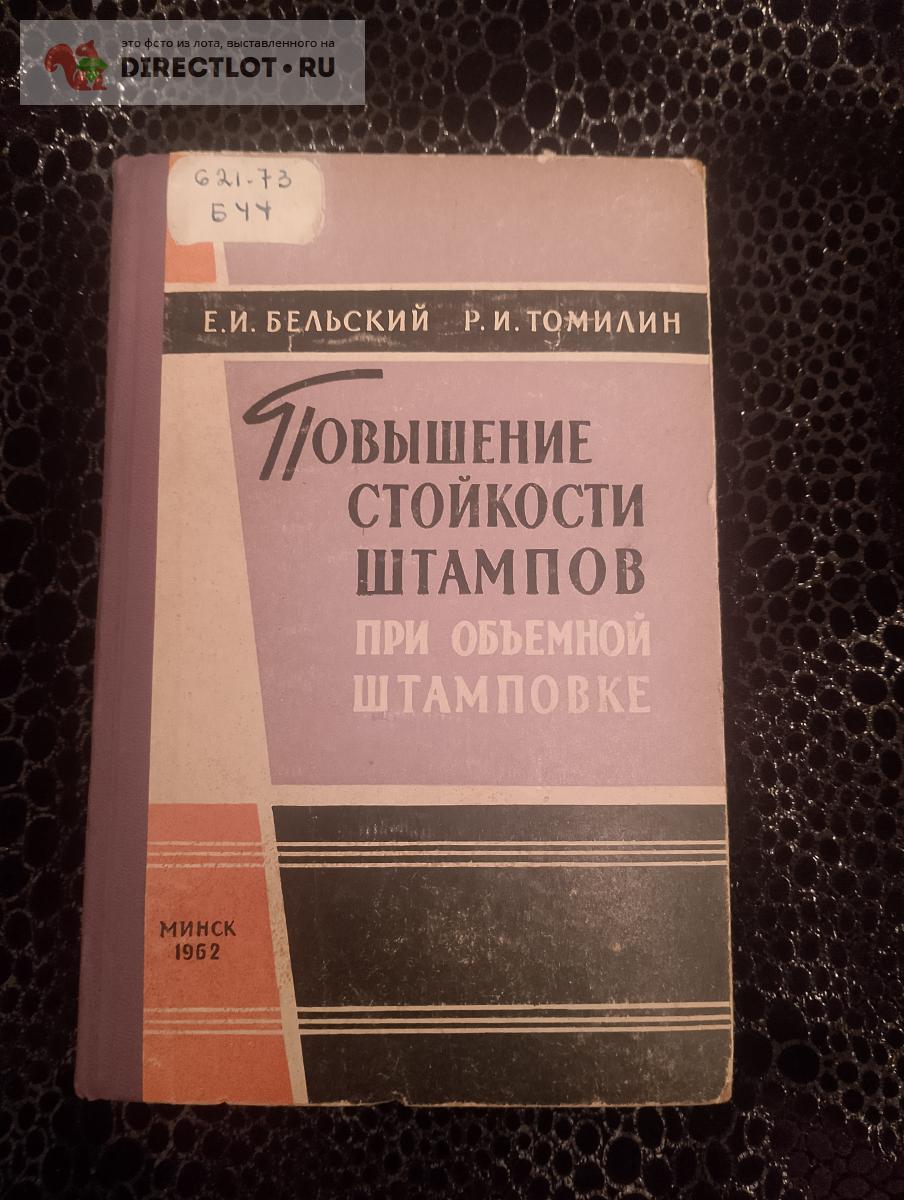 это фото из лота, выставленного на
DIRECTLOT•RU
621-73
Б44
Е.И. БЕЛЬСКИЙ Р.И. ТОМИЛИН
ПОВЫШЕНИЕ
СТОЙКОСТИ
ШТАМПОВ
ПРИ ОБЪЕМНОЙ
ШТАМПОВКЕ
МИНСК
1962